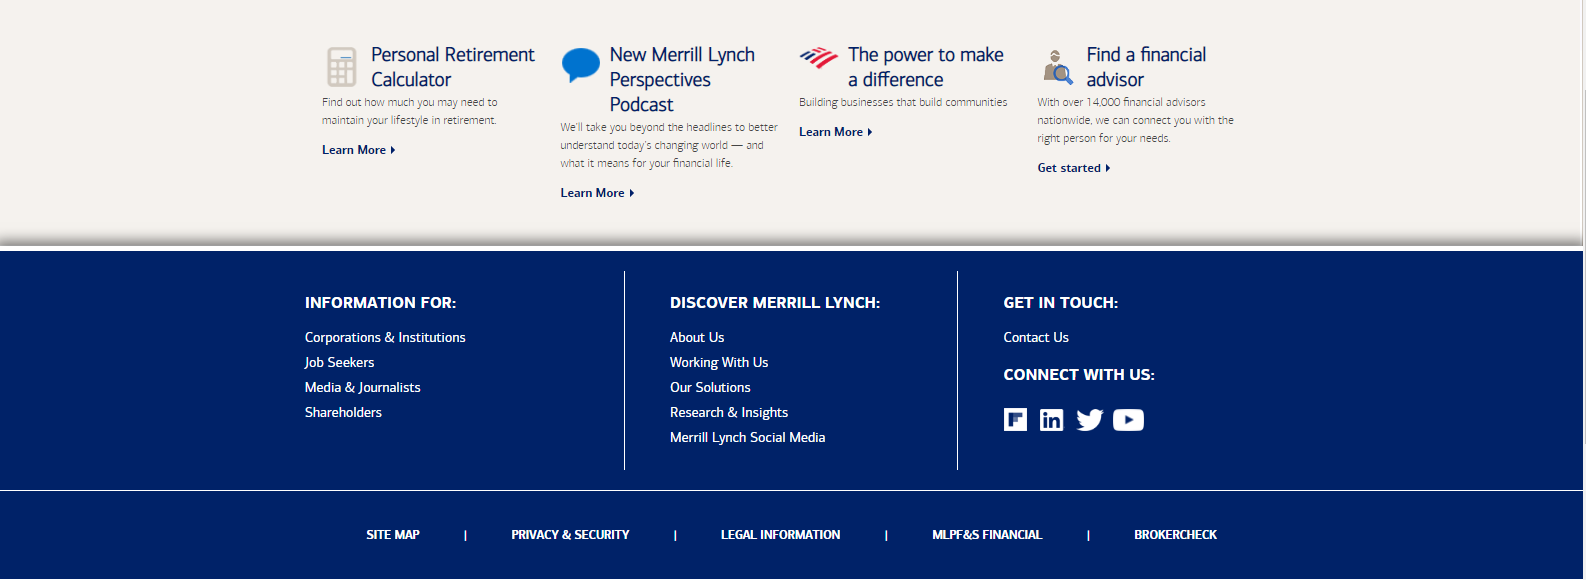 Personal Retirement
Calculator
Find out how much you may need to
maintain your lifestyle in retirement.
Learn More
New Merrill Lynch
Perspectives
Podcast
We'll take you beyond the headlines to better
understand today's changing world — and
what it means for your financial life.
Learn More
The power to make
a difference
Building businesses that build communities
Learn More
Find a financial
advisor
With over 14,000 financial advisors
nationwide, we can connect you with the
right person for your needs.
Get started
INFORMATION FOR:
Corporations & Institutions
Job Seekers
Media & Journalists
Shareholders
DISCOVER MERRILL LYNCH:
About Us
Working With Us
Our Solutions
Research & Insights
Merrill Lynch Social Media
GET IN TOUCH:
Contact Us
CONNECT WITH US:
in
SITE MAP | PRIVACY & SECURITY | LEGAL INFORMATION | MLPF&S FINANCIAL | BROKERCHECK